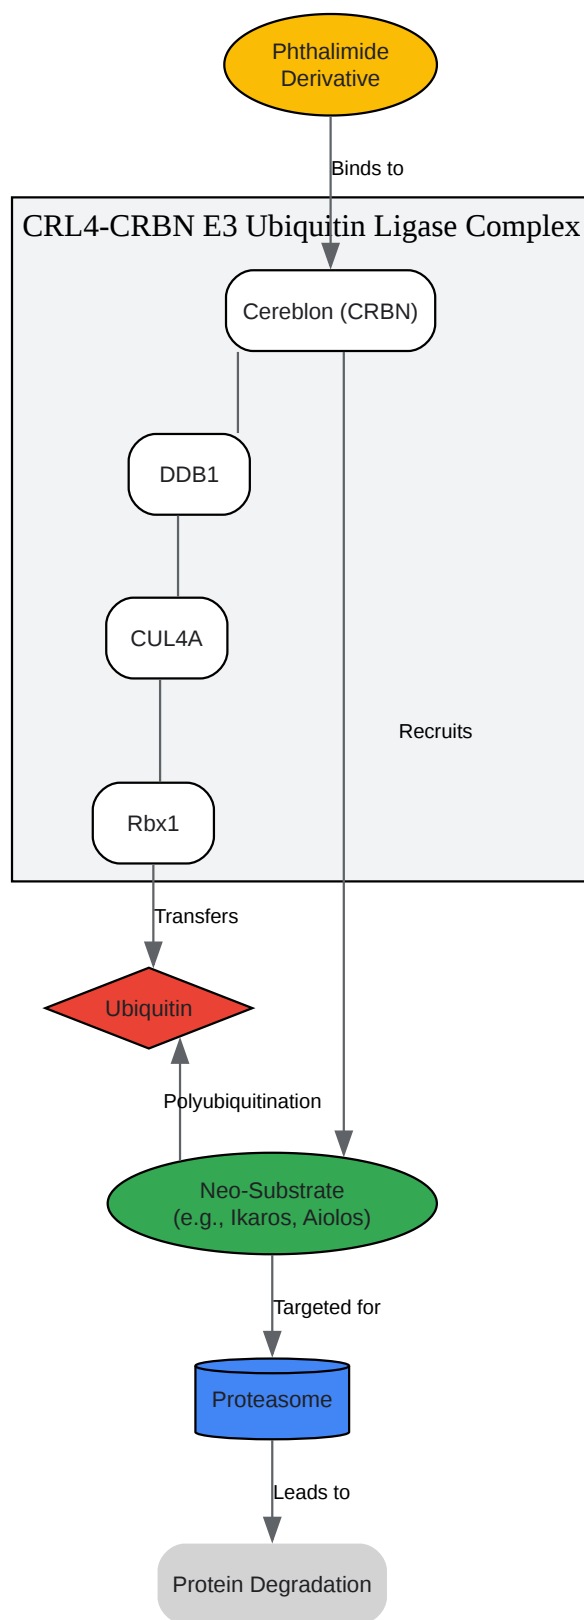 Phthalimide
Derivative
Binds to
CRL4-CRBN E3 Ubiquitin Ligase Complex
Cereblon (CRBN)
DDB1
CUL4A
Recruits
Rbx1
Transfers
Ubiquitin
Polyubiquitination
Neo-Substrate
(e.g., Ikaros, Aiolos)
Targeted for
Proteasome
Leads to
Protein Degradation